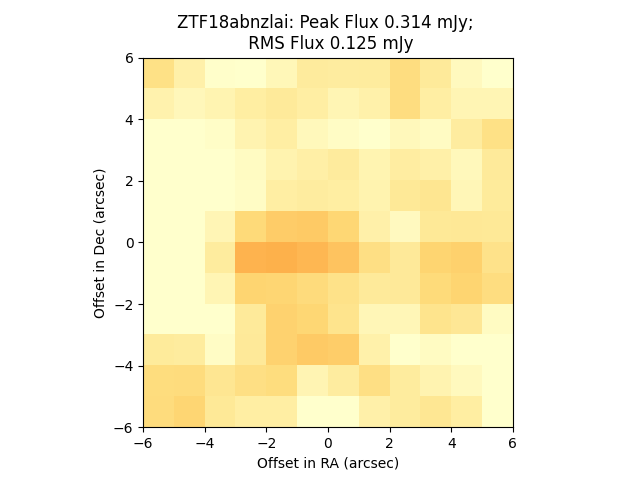 ZTF18abnzlai: Peak Flux 0.314 mJy;
RMS Flux 0.125 mJy
6
4
2
0
−2
−4
−6
Offset in Dec (arcsec)
−6 −4 −2 0 2 4 6
Offset in RA (arcsec)